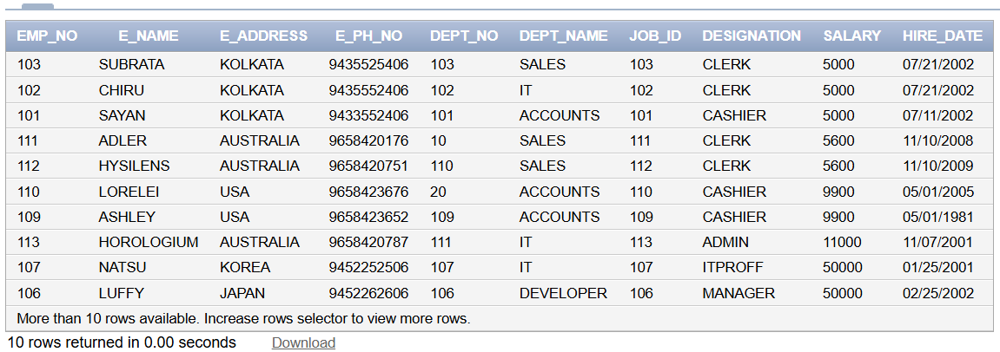 EMP_NO E_NAME E_ADDRESS E_PH_NO DEPT_NO DEPT_NAME JOB_ID DESIGNATION SALARY HIRE_DATE
103 SUBRATA KOLKATA 9435525406 103 SALES 103 CLERK 5000 07/21/2002
102 CHIRU KOLKATA 9435552406 102 IT 102 CLERK 5000 07/21/2002
101 SAYAN KOLKATA 9433552406 101 ACCOUNTS 101 CASHIER 5000 07/11/2002
111 ADLER AUSTRALIA 9658420176 10 SALES 111 CLERK 5600 11/10/2008
112 HYSILENS AUSTRALIA 9658420751 110 SALES 112 CLERK 5600 11/10/2009
110 LORELEI USA 9658423676 20 ACCOUNTS 110 CASHIER 9900 05/01/2005
109 ASHLEY USA 9658423652 109 ACCOUNTS 109 CASHIER 9900 05/01/1981
113 HOROLOGIUM AUSTRALIA 9658420787 111 IT 113 ADMIN 11000 11/07/2001
107 NATSU KOREA 9452252506 107 IT 107 ITPROFF 50000 01/25/2001
106 LUFFY JAPAN 9452262606 106 DEVELOPER 106 MANAGER 50000 02/25/2002
More than 10 rows available. Increase rows selector to view more rows.
10 rows returned in 0.00 seconds Download